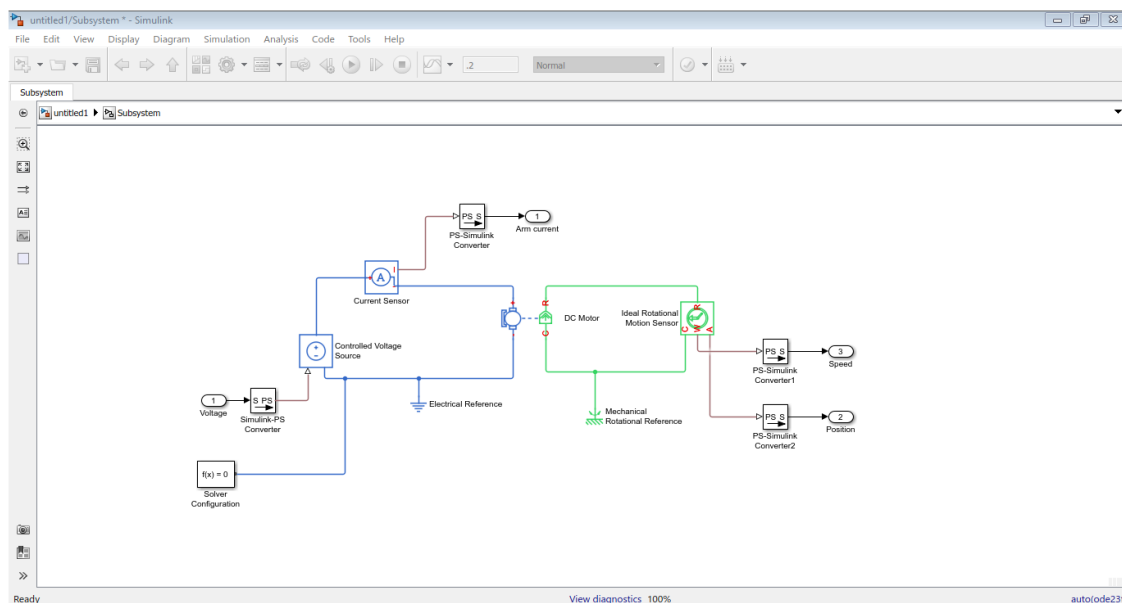 untitled1/Subsystem * - Simulink
File Edit View Display Diagram Simulation Analysis Code Tools Help
.2 Normal
Subsystem
untitled1 Subsystem
PS S
1
PS-Simulink
Converter
Arm current
A
I
Current Sensor
+
-
Controlled Voltage
Source
R
C
DC Motor
Ideal Rotational
Motion Sensor
R
C W A
PS S
3
PS-Simulink
Converter1
Speed
1
Voltage
S PS
Simulink-PS
Converter
Electrical Reference
Mechanical
Rotational Reference
PS S
2
PS-Simulink
Converter2
Position
f(x) = 0
Solver
Configuration
Ready
View diagnostics 100%
auto(ode23